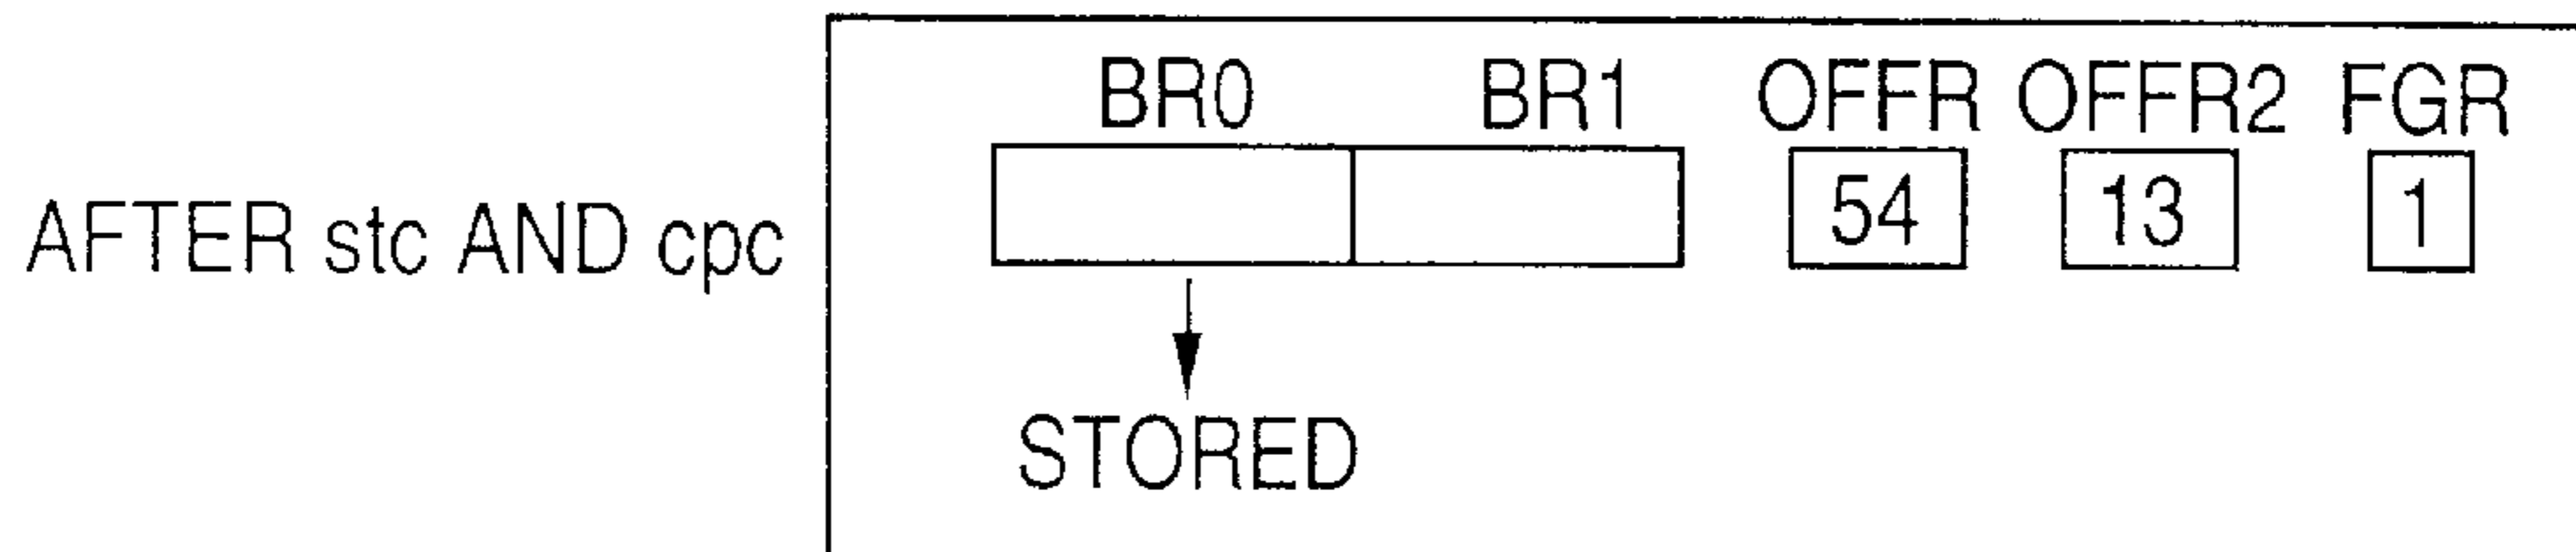 BR0 BR1 OFFR OFFR2 FGR
AFTER stc AND cpc 54 13 1
STORED